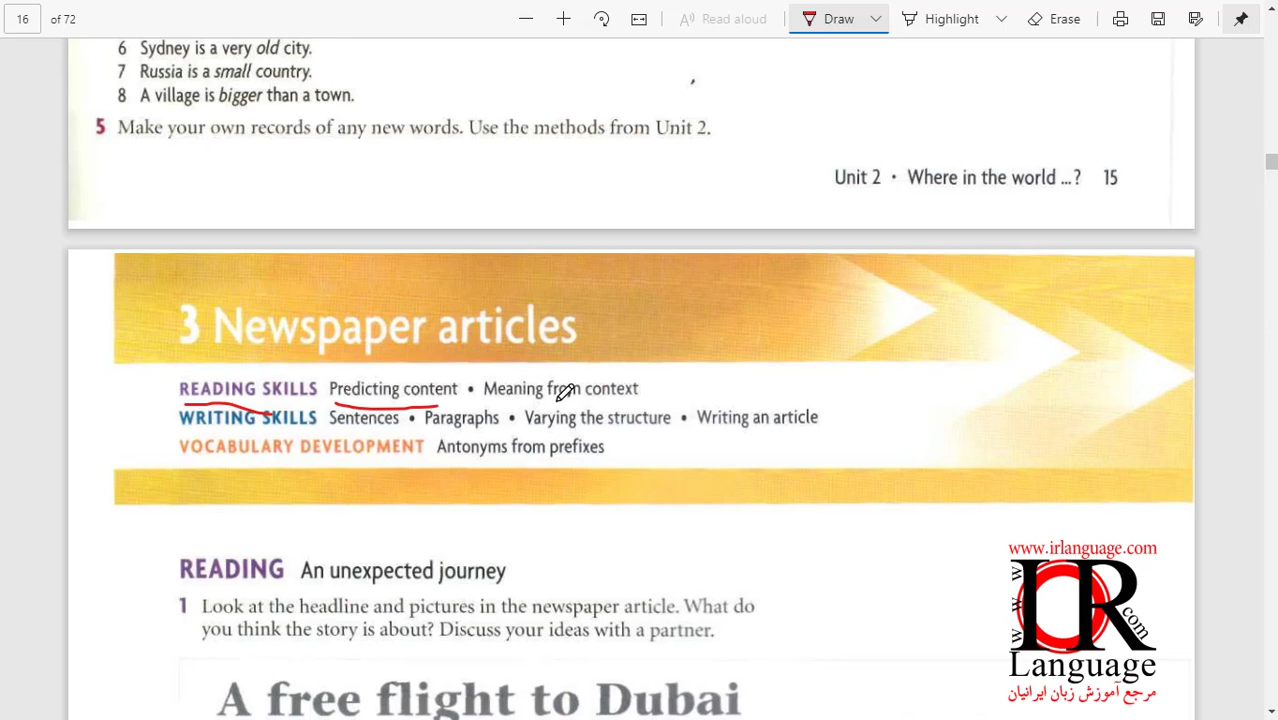 16 of 72
Read aloud
Draw
Highlight
Erase
6 Sydney is a very old city.
7 Russia is a small country.
8 A village is bigger than a town.
5 Make your own records of any new words. Use the methods from Unit 2.
Unit 2 • Where in the world ...? 15
3 Newspaper articles
READING SKILLS Predicting content • Meaning from context
WRITING SKILLS Sentences • Paragraphs • Varying the structure • Writing an article
VOCABULARY DEVELOPMENT Antonyms from prefixes
READING An unexpected journey
1 Look at the headline and pictures in the newspaper article. What do
you think the story is about? Discuss your ideas with a partner.
A free flight to Dubai
www.irlanguage.com
www
IR
.com
Language
مرجع آموزش زبان ایرانیان